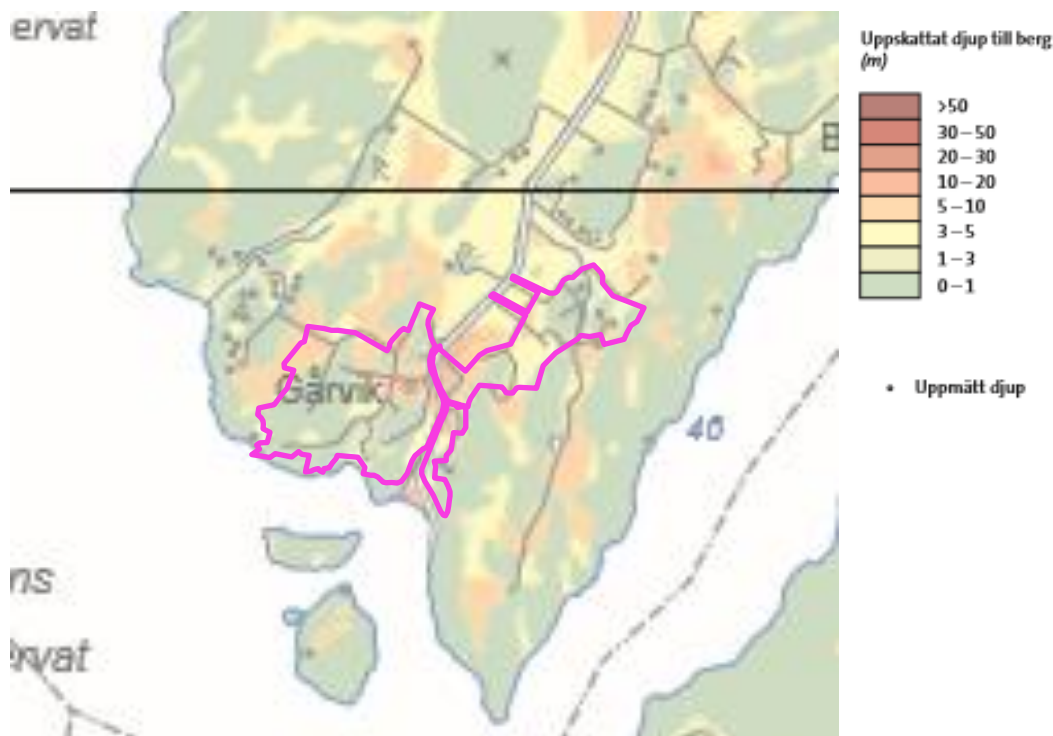 ervat
Gårvik
40
ns
rvat
Uppskattat djup till berg
(m)
>50
30–50
20–30
10–20
5–10
3–5
1–3
0–1
Uppmätt djup